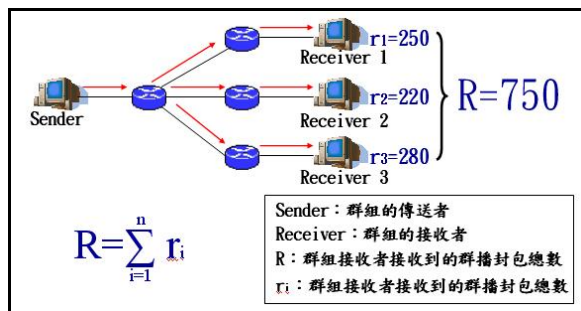 r1=250
Receiver 1
Sender
r2=220
Receiver 2
R=750
r3=280
Receiver 3
R=∑ri
n
i=1
Sender：群組的傳送者
Receiver：群組的接收者
R：群組接收者接收到的群播封包總數
ri：群組接收者接收到的群播封包總數